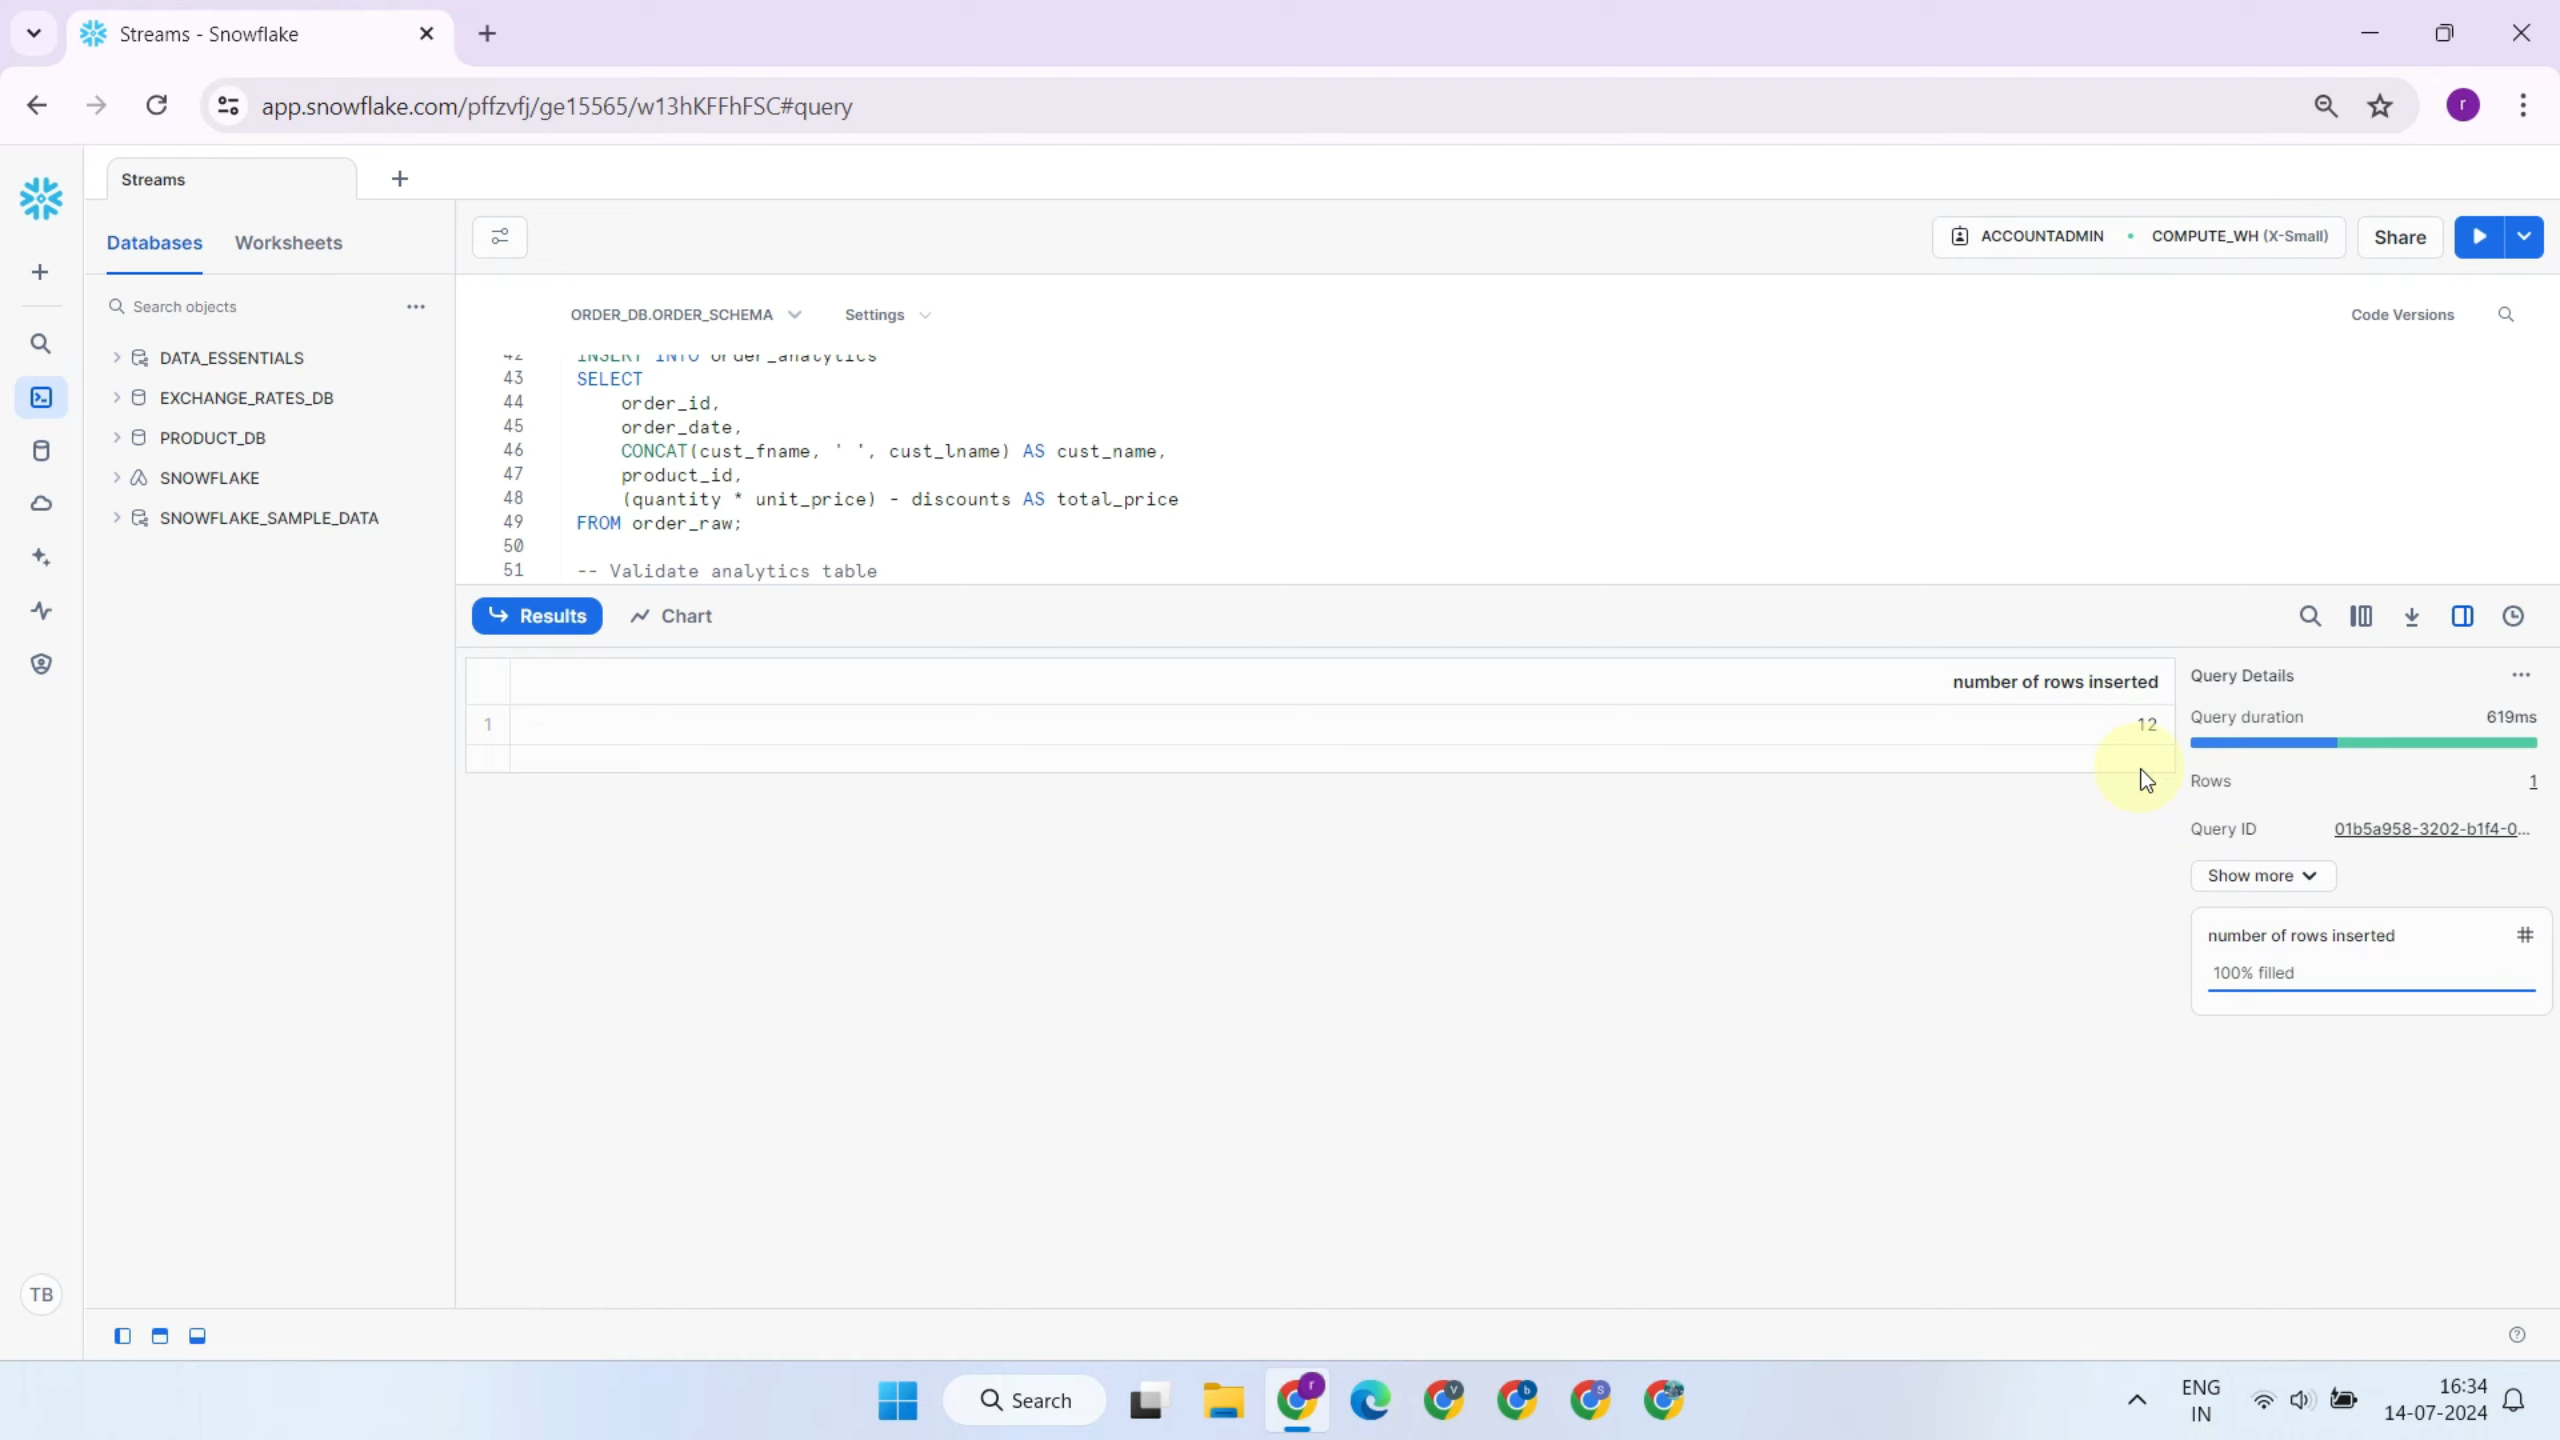 Streams - Snowflake
app.snowflake.com/pffzvfj/ge15565/w13hKFFhFSC#query
r
Streams
Databases Worksheets
ACCOUNTADMIN • COMPUTE_WH (X-Small) Share
Search objects
DATA_ESSENTIALS
EXCHANGE_RATES_DB
PRODUCT_DB
SNOWFLAKE
SNOWFLAKE_SAMPLE_DATA
ORDER_DB.ORDER_SCHEMA Settings Code Versions
42 INSERT INTO order_analytics
43 SELECT
44 order_id,
45 order_date,
46 CONCAT(cust_fname, ' ', cust_lname) AS cust_name,
47 product_id,
48 (quantity * unit_price) - discounts AS total_price
49 FROM order_raw;
50
51 -- Validate analytics table
Results Chart
number of rows inserted
1 12
Query Details
Query duration 619ms
Rows 1
Query ID 01b5a958-3202-b1f4-0...
Show more
number of rows inserted #
100% filled
TB
Search
r
V
b
S
ENG
IN
16:34
14-07-2024